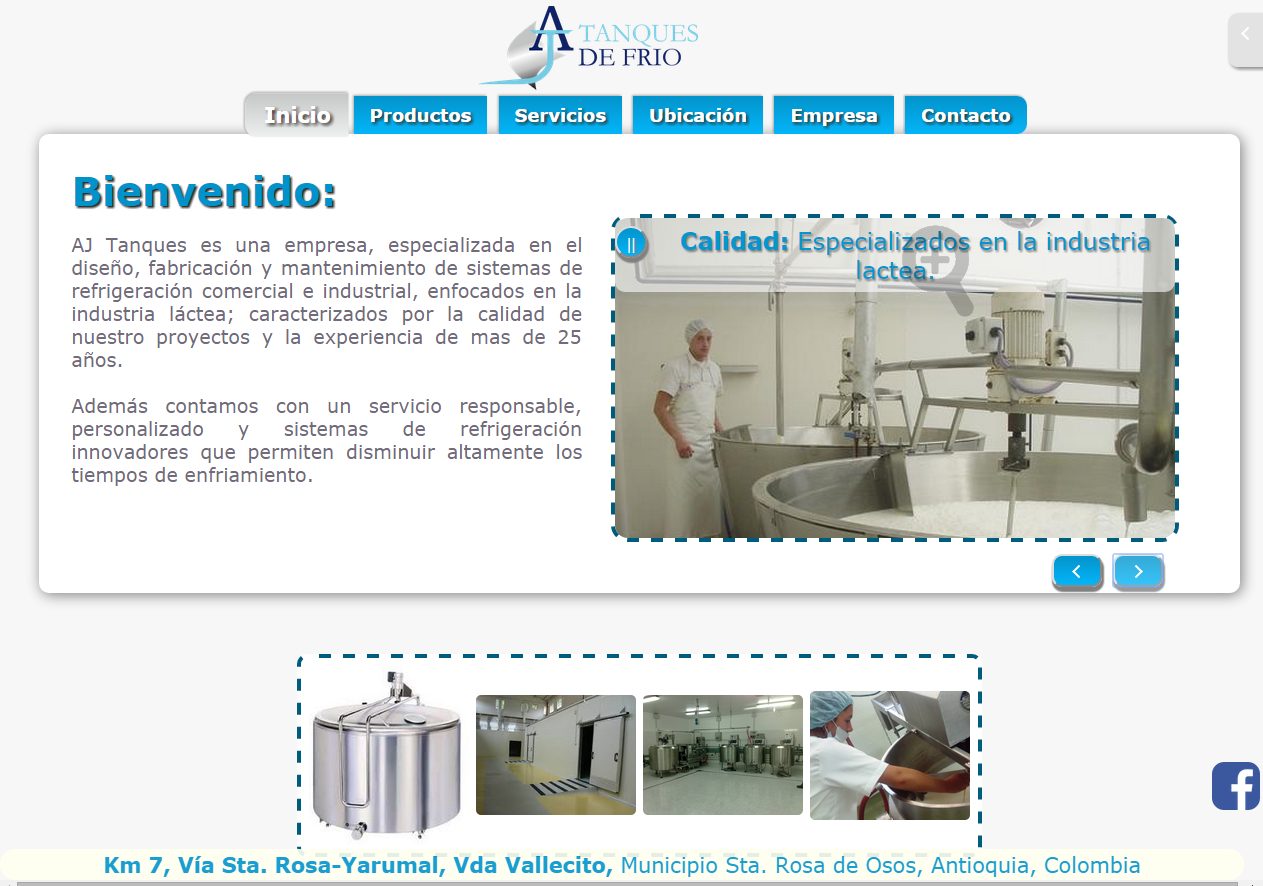 AJ TANQUES
DE FRIO
Inicio
Productos
Servicios
Ubicación
Empresa
Contacto
Bienvenido:
AJ Tanques es una empresa, especializada en el
diseño, fabricación y mantenimiento de sistemas de
refrigeración comercial e industrial, enfocados en la
industria láctea; caracterizados por la calidad de
nuestro proyectos y la experiencia de mas de 25
años.
Además contamos con un servicio responsable,
personalizado y sistemas de refrigeración
innovadores que permiten disminuir altamente los
tiempos de enfriamiento.
Calidad: Especializados en la industria
lactea.
Km 7, Vía Sta. Rosa-Yarumal, Vda Vallecito, Municipio Sta. Rosa de Osos, Antioquia, Colombia